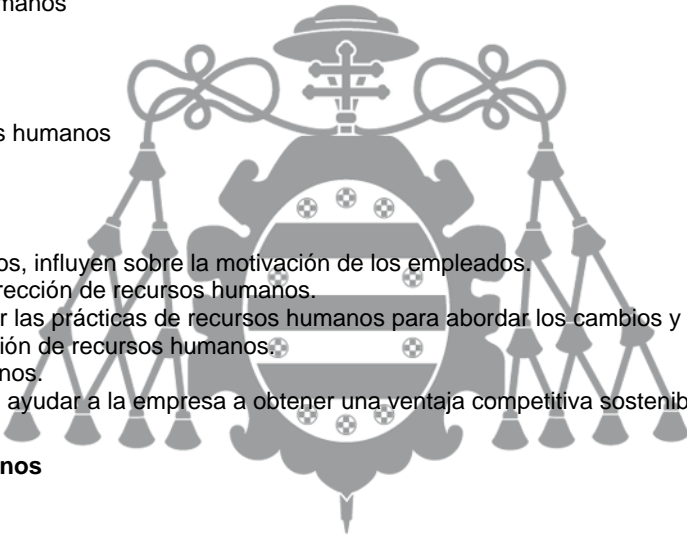 manos
s humanos
os, influyen sobre la motivación de los empleados.
rección de recursos humanos.
r las prácticas de recursos humanos para abordar los cambios y
ión de recursos humanos.
nos.
ayudar a la empresa a obtener una ventaja competitiva sostenib
nos